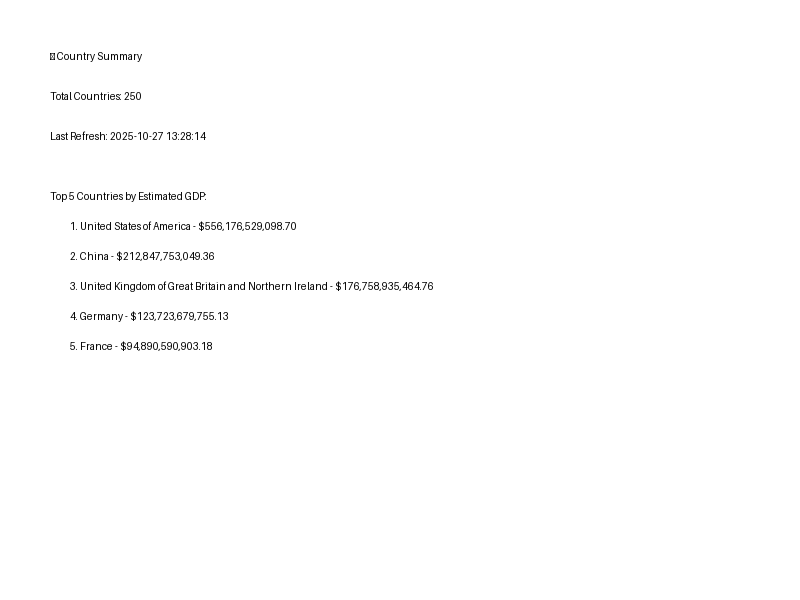 Country Summary
Total Countries: 250
Last Refresh: 2025-10-27 13:28:14
Top 5 Countries by Estimated GDP:
1. United States of America - $556,176,529,098.70
2. China - $212,847,753,049.36
3. United Kingdom of Great Britain and Northern Ireland - $176,758,935,464.76
4. Germany - $123,723,679,755.13
5. France - $94,890,590,903.18